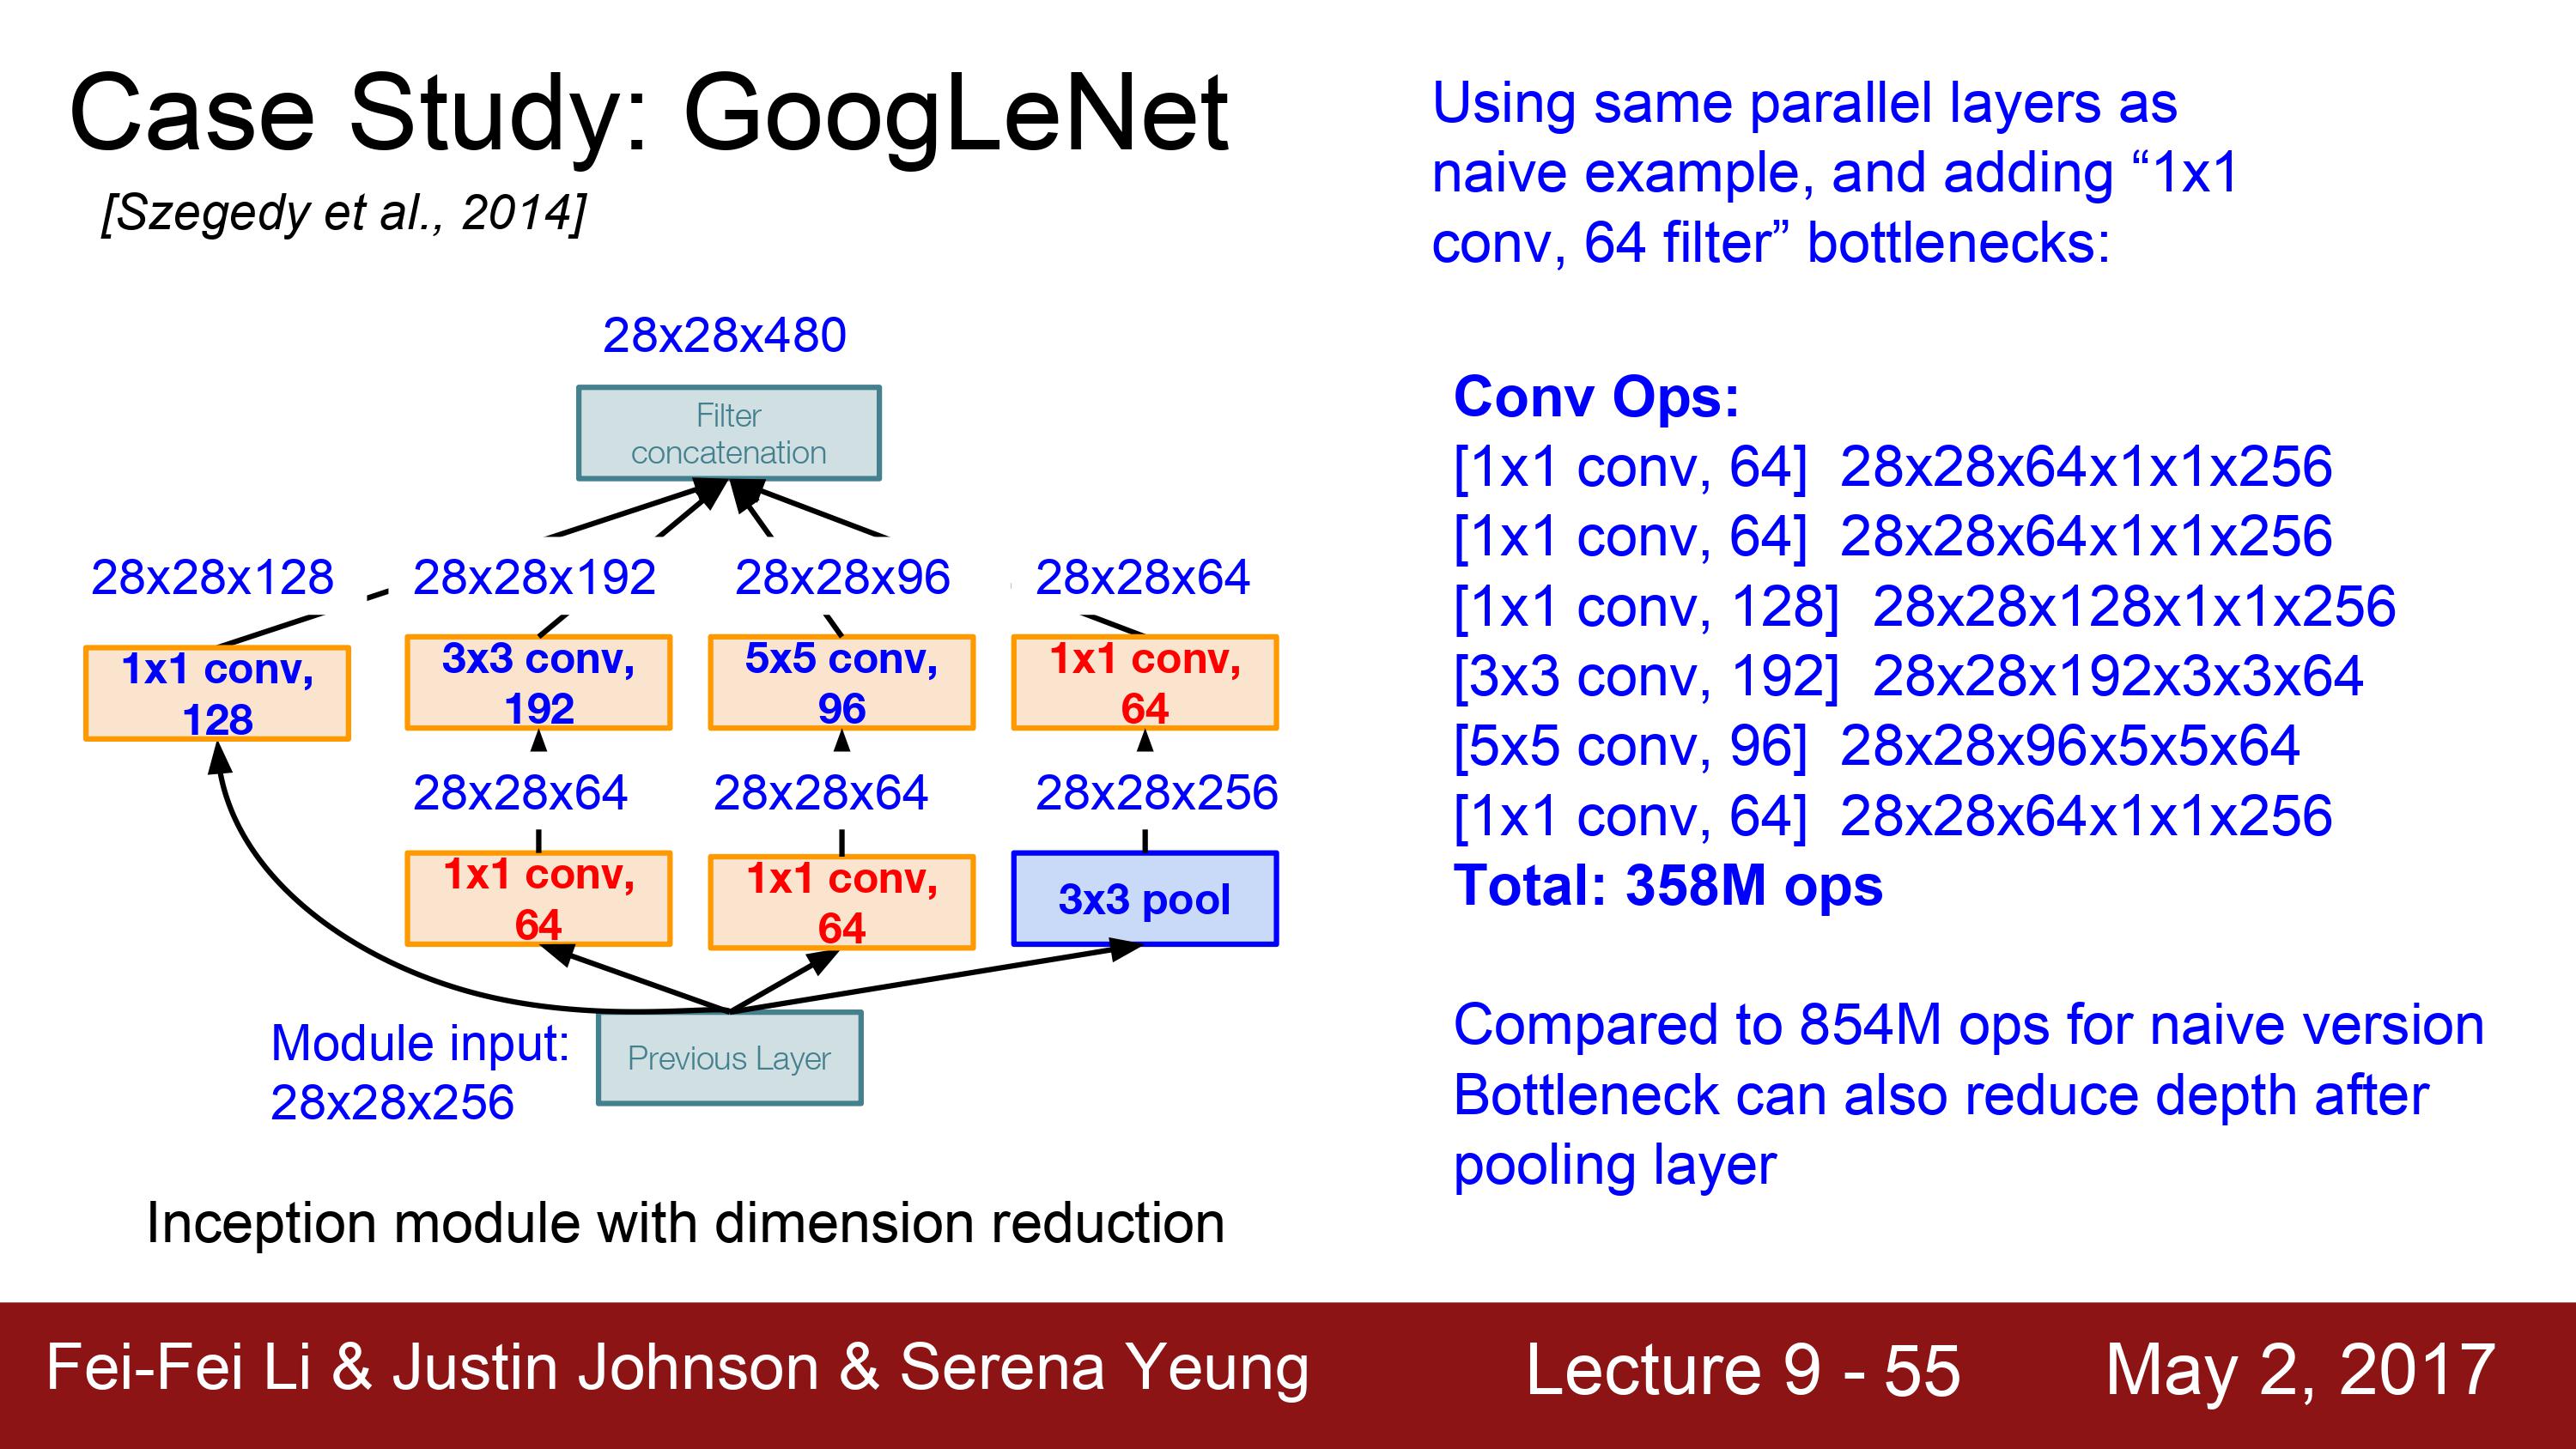 Case Study: GoogLeNet
[Szegedy et al., 2014]
Using same parallel layers as
naive example, and adding “1x1
conv, 64 filter” bottlenecks:
28x28x480
Filter
concatenation
28x28x128
28x28x192
28x28x96
28x28x64
1x1 conv,
128
3x3 conv,
192
5x5 conv,
96
1x1 conv,
64
28x28x64
28x28x64
28x28x256
1x1 conv,
64
1x1 conv,
64
3x3 pool
Module input:
28x28x256
Previous Layer
Inception module with dimension reduction
Conv Ops:
[1x1 conv, 64] 28x28x64x1x1x256
[1x1 conv, 64] 28x28x64x1x1x256
[1x1 conv, 128] 28x28x128x1x1x256
[3x3 conv, 192] 28x28x192x3x3x64
[5x5 conv, 96] 28x28x96x5x5x64
[1x1 conv, 64] 28x28x64x1x1x256
Total: 358M ops
Compared to 854M ops for naive version
Bottleneck can also reduce depth after
pooling layer
Fei-Fei Li & Justin Johnson & Serena Yeung
Lecture 9 - 55
May 2, 2017